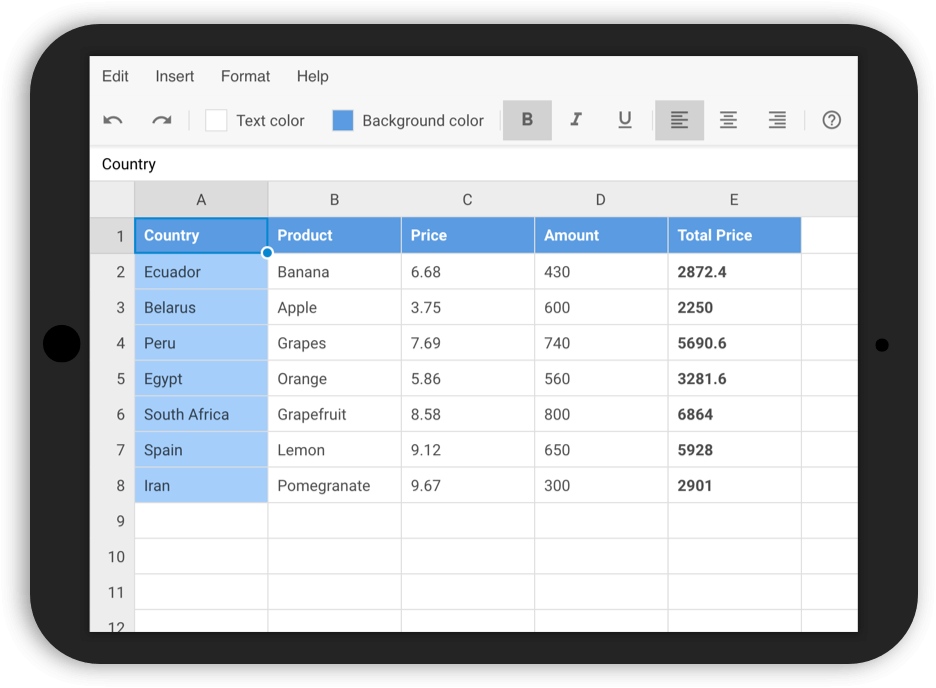 Edit Insert Format Help
Text color Background color B I U
Country
A B C D E
1 Country Product Price Amount Total Price
2 Ecuador Banana 6.68 430 2872.4
3 Belarus Apple 3.75 600 2250
4 Peru Grapes 7.69 740 5690.6
5 Egypt Orange 5.86 560 3281.6
6 South Africa Grapefruit 8.58 800 6864
7 Spain Lemon 9.12 650 5928
8 Iran Pomegranate 9.67 300 2901
9
10
11
12